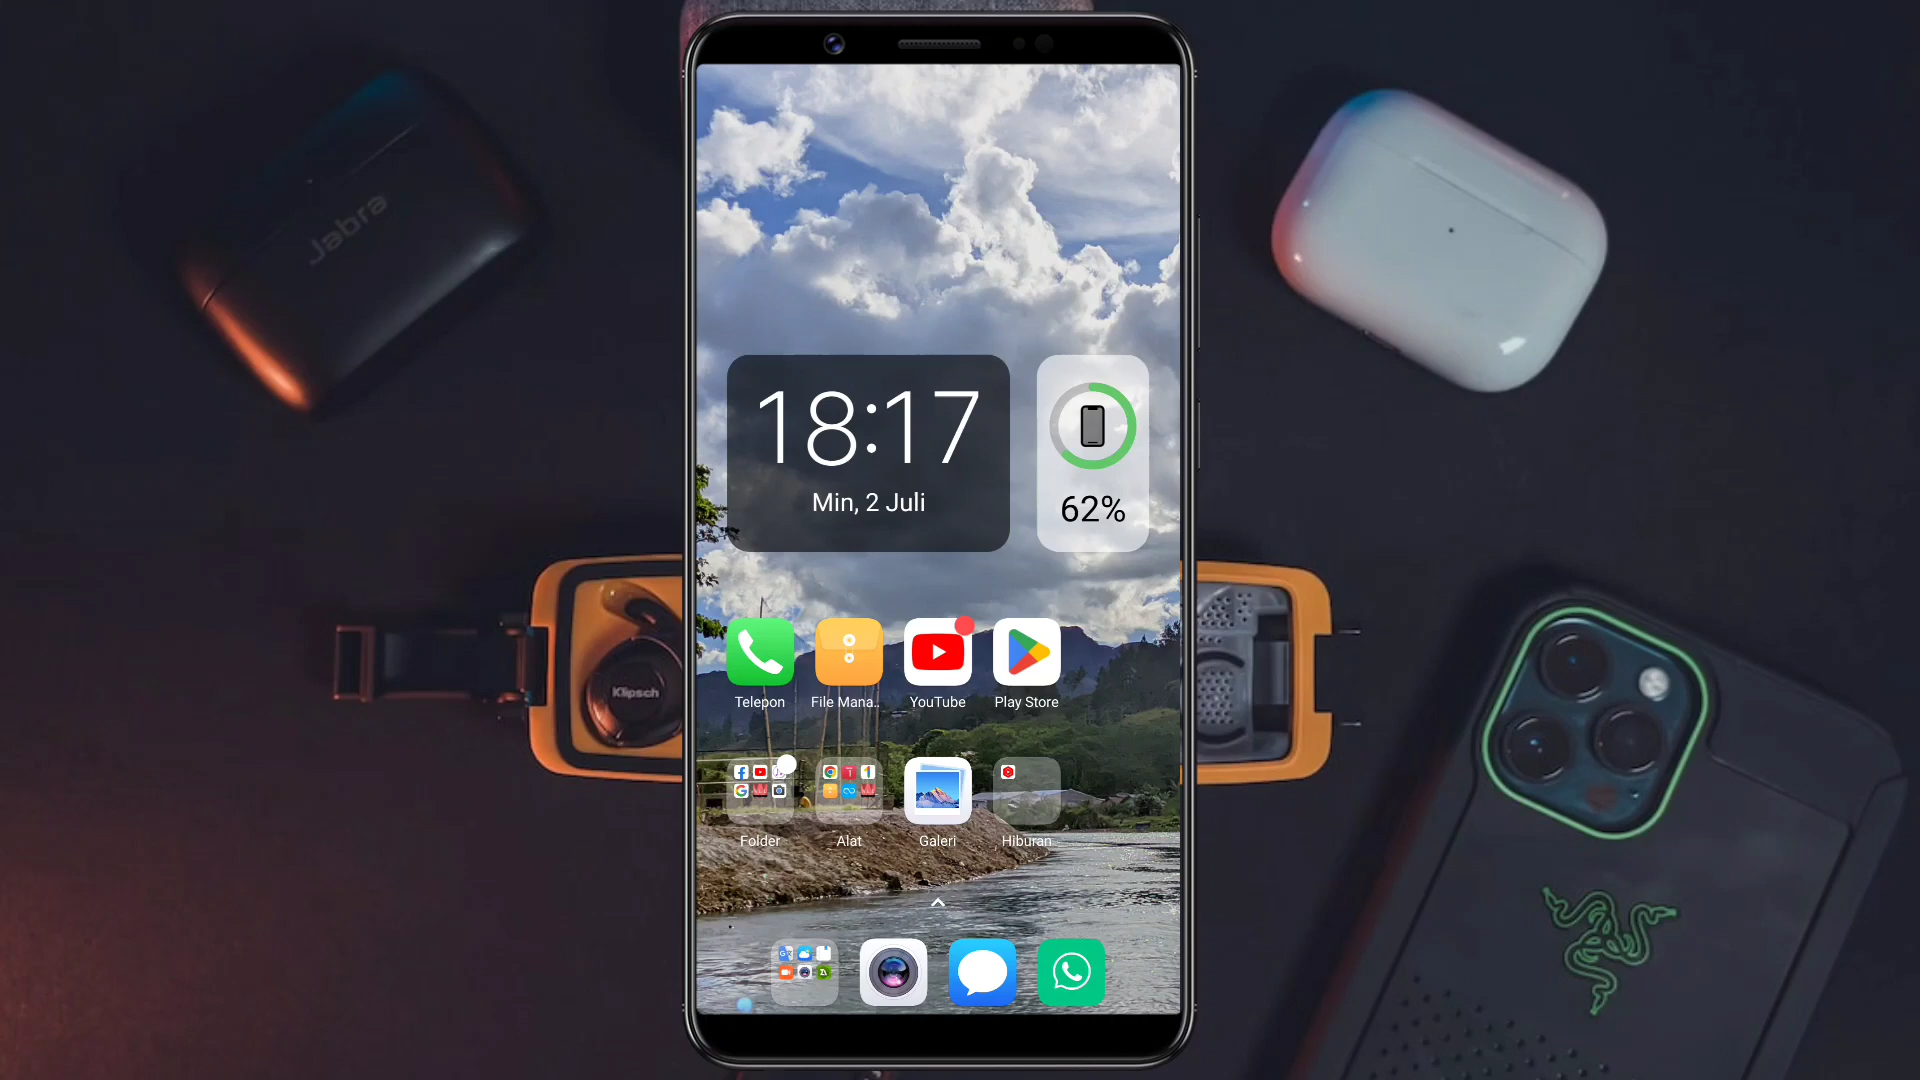 Jabra
18:17
Min, 2 Juli
62%
Klipsch
Telepon
File Mana..
YouTube
Play Store
Folder
Alat
Galeri
Hiburan